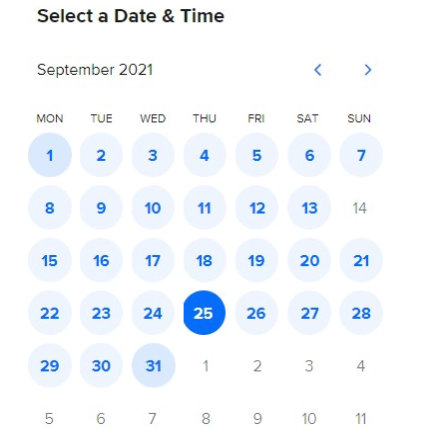 Select a Date & Time
September 2021
MON TUE WED THU FRI SAT SUN
1 2 3 4 5 6 7
8 9 10 11 12 13 14
15 16 17 18 19 20 21
22 23 24 25 26 27 28
29 30 31 1 2 3 4
5 6 7 8 9 10 11